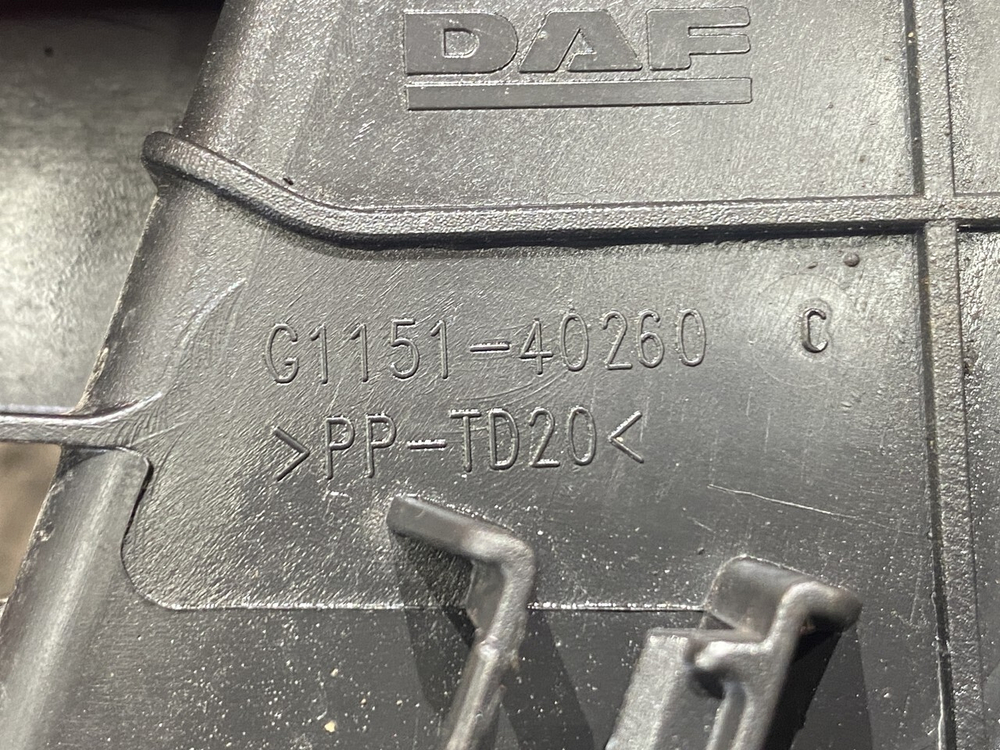 DAF
G1151-40260 C
>PP-TD20<